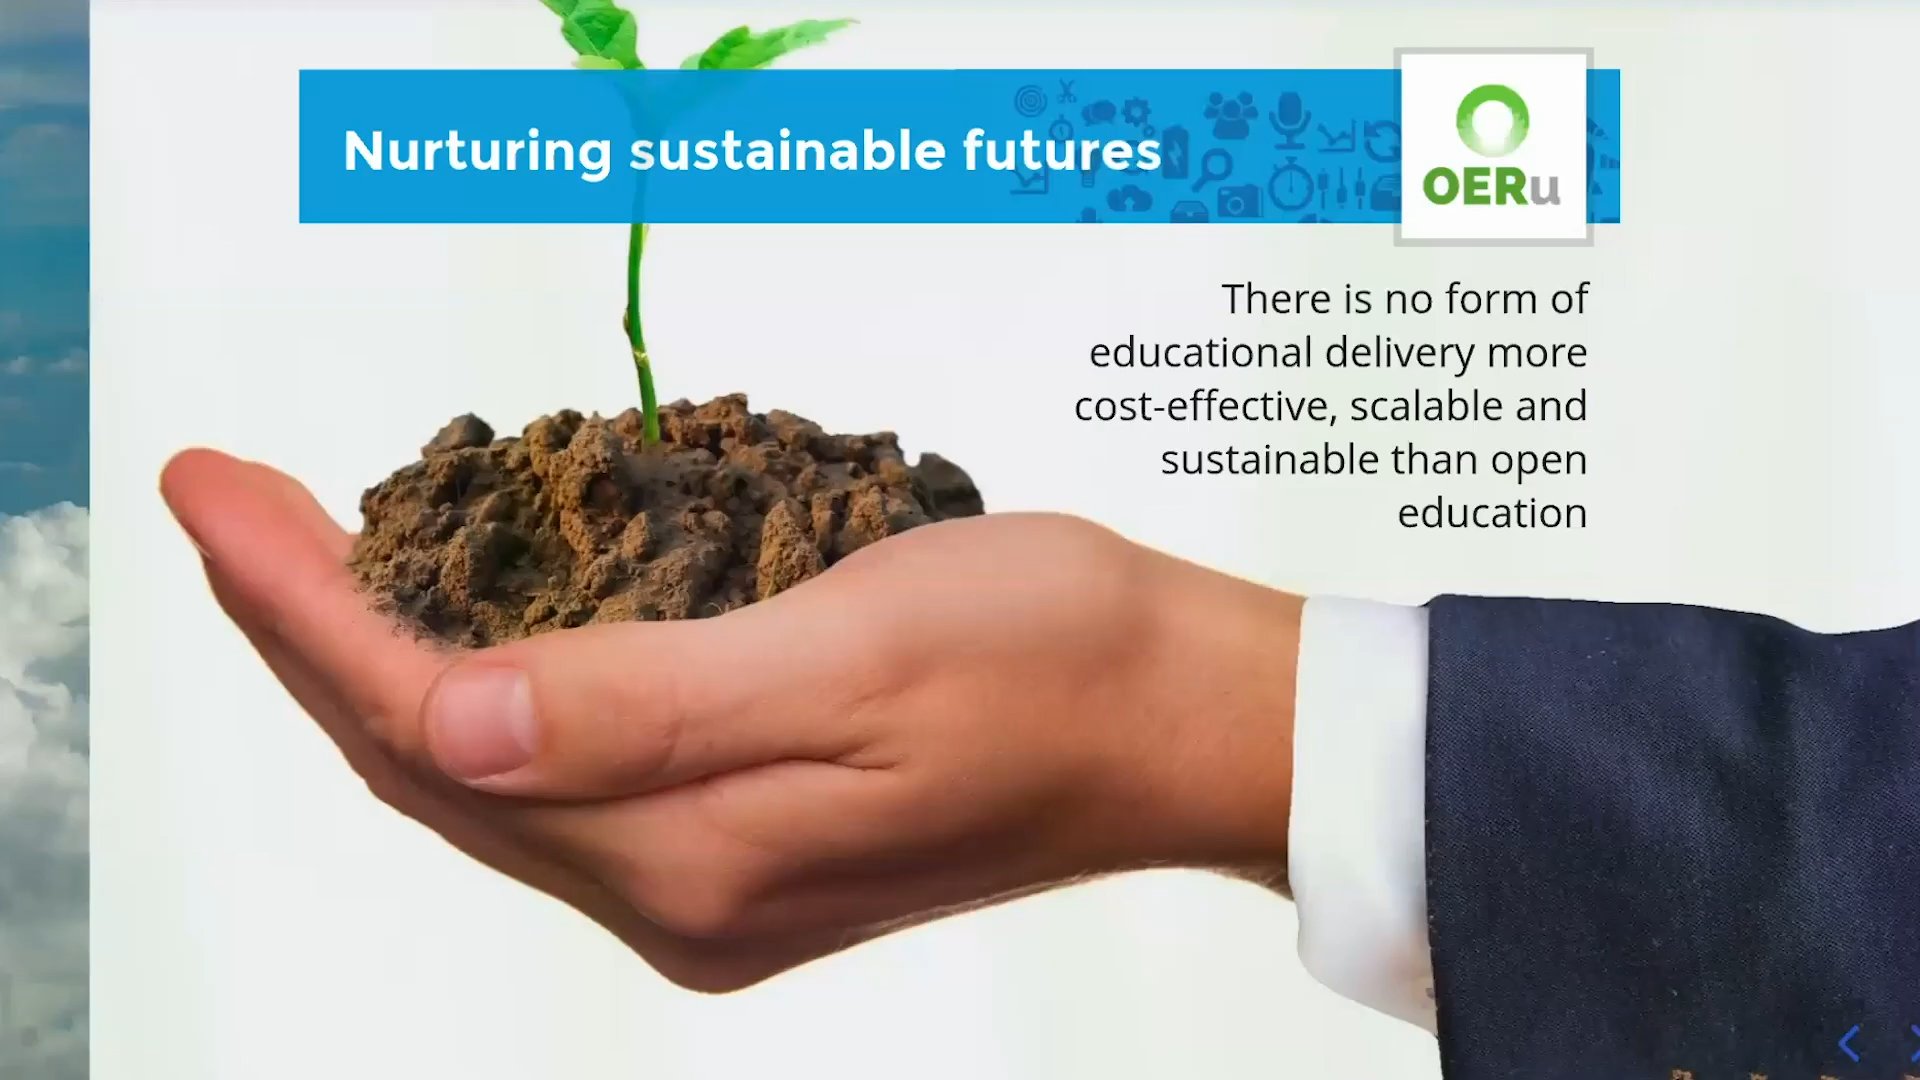 Nurturing sustainable futures
OERu
There is no form of
educational delivery more
cost-effective, scalable and
sustainable than open
education